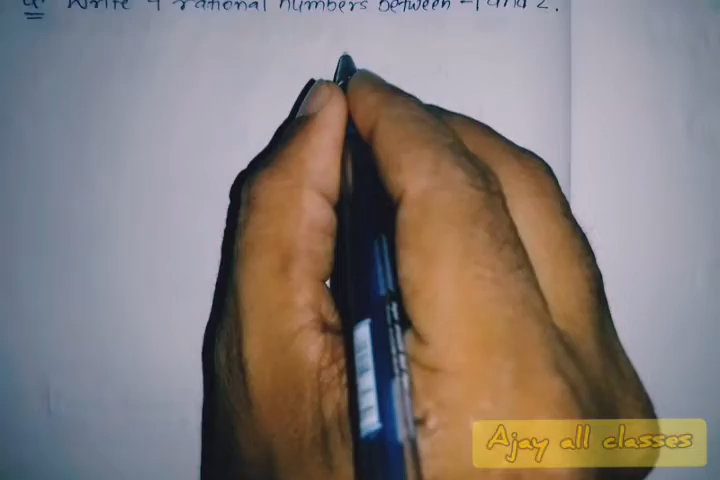 Q. Write 4 rational numbers between -1 and 2.
Ajay all classes